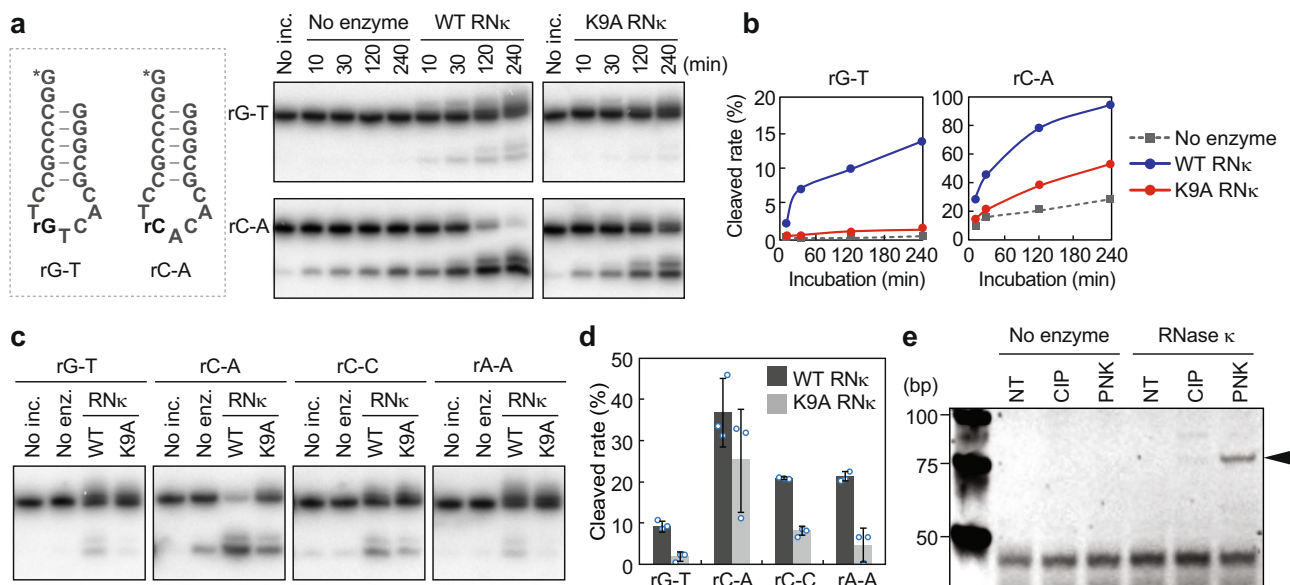 a
No inc.
No enzyme
WT RNκ
No inc.
K9A RNκ
10 30 120 240 10 30 120 240
10 30 120 240 (min)
*G
G
C–G
C–G
C–G
G–C
C–G
C C
T A
rG T C
rG-T
*G
G
C–G
C–G
C–G
G–C
C–G
C C
T A
rC A C
rC-A
rG-T
rC-A
b
rG-T
rC-A
Cleaved rate (%)
20
15
10
5
0
0 60 120 180 240
Incubation (min)
100
80
60
40
20
0
0 60 120 180 240
Incubation (min)
No enzyme
WT RNκ
K9A RNκ
c
rG-T
rC-A
rC-C
rA-A
No inc. No enz. RNκ WT K9A
No inc. No enz. RNκ WT K9A
No inc. No enz. RNκ WT K9A
No inc. No enz. RNκ WT K9A
d
Cleaved rate (%)
50
40
30
20
10
0
WT RNκ
K9A RNκ
rG-T rC-A rC-C rA-A
e
No enzyme
RNase κ
(bp)
NT CIP PNK NT CIP PNK
100
75
50